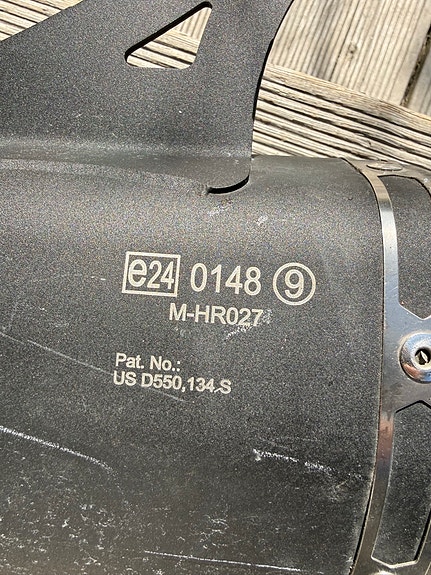 e24 0148 9
M-HR027
Pat. No.:
US D550,134 S